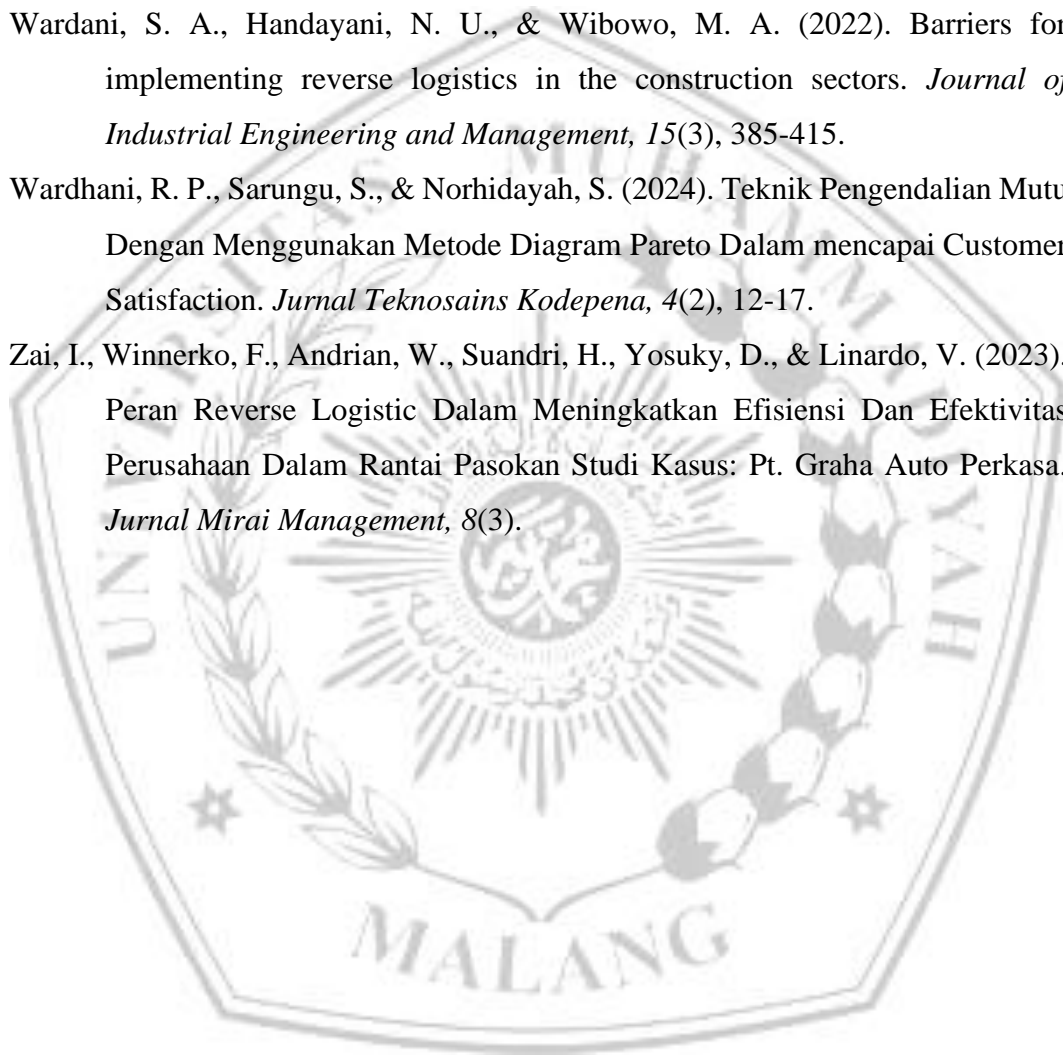 Wardani, S. A., Handayani, N. U., & Wibowo, M. A. (2022). Barriers for
implementing reverse logistics in the construction sectors. Journal of
Industrial Engineering and Management, 15(3), 385-415.
Wardhani, R. P., Sarungu, S., & Norhidayah, S. (2024). Teknik Pengendalian Mutu
Dengan Menggunakan Metode Diagram Pareto Dalam mencapai Customer
Satisfaction. Jurnal Teknosains Kodepena, 4(2), 12-17.
Zai, I., Winnerko, F., Andrian, W., Suandri, H., Yosuky, D., & Linardo, V. (2023).
Peran Reverse Logistic Dalam Meningkatkan Efisiensi Dan Efektivitas
Perusahaan Dalam Rantai Pasokan Studi Kasus: Pt. Graha Auto Perkasa.
Jurnal Mirai Management, 8(3).
UNIVERSITAS MUHAMMADIYAH
MALANG